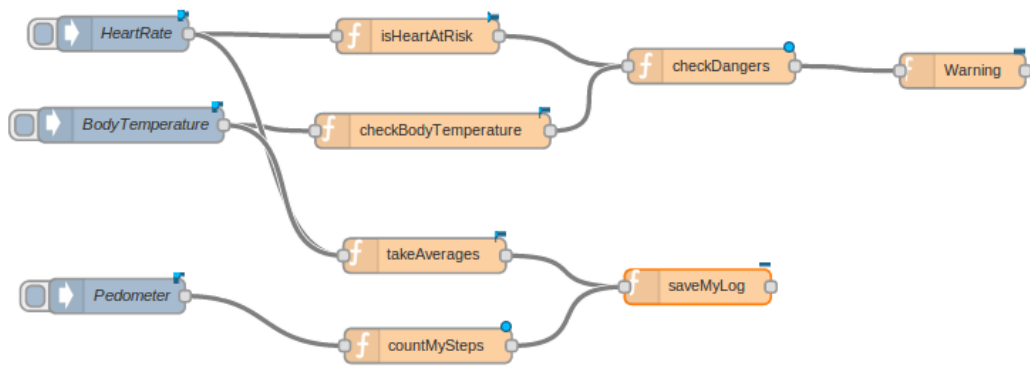 HeartRate
isHeartAtRisk
checkDangers
Warning
BodyTemperature
checkBodyTemperature
takeAverages
saveMyLog
Pedometer
countMySteps